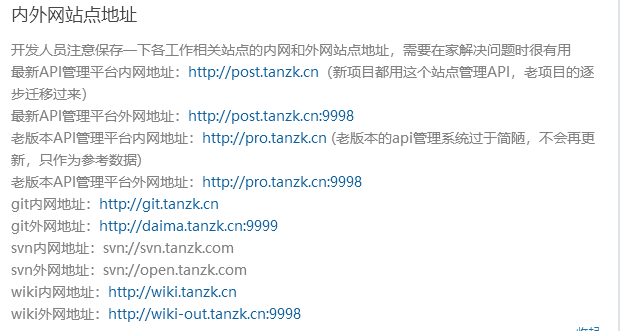 内外网站点地址
开发人员注意保存一下各工作相关站点的内网和外网站点地址，需要在家解决问题时很有用
最新API管理平台内网地址：http://post.tanzk.cn（新项目都用这个站点管理API，老项目的逐
步迁移过来）
最新API管理平台外网地址：http://post.tanzk.cn:9998
老版本API管理平台内网地址：http://pro.tanzk.cn (老版本的api管理系统过于简陋，不会再更
新，只作为参考数据)
老版本API管理平台外网地址：http://pro.tanzk.cn:9998
git内网地址：http://git.tanzk.cn
git外网地址：http://daima.tanzk.cn:9999
svn内网地址：svn://svn.tanzk.com
svn外网地址：svn://open.tanzk.com
wiki内网地址：http://wiki.tanzk.cn
wiki外网地址：http://wiki-out.tanzk.cn:9998